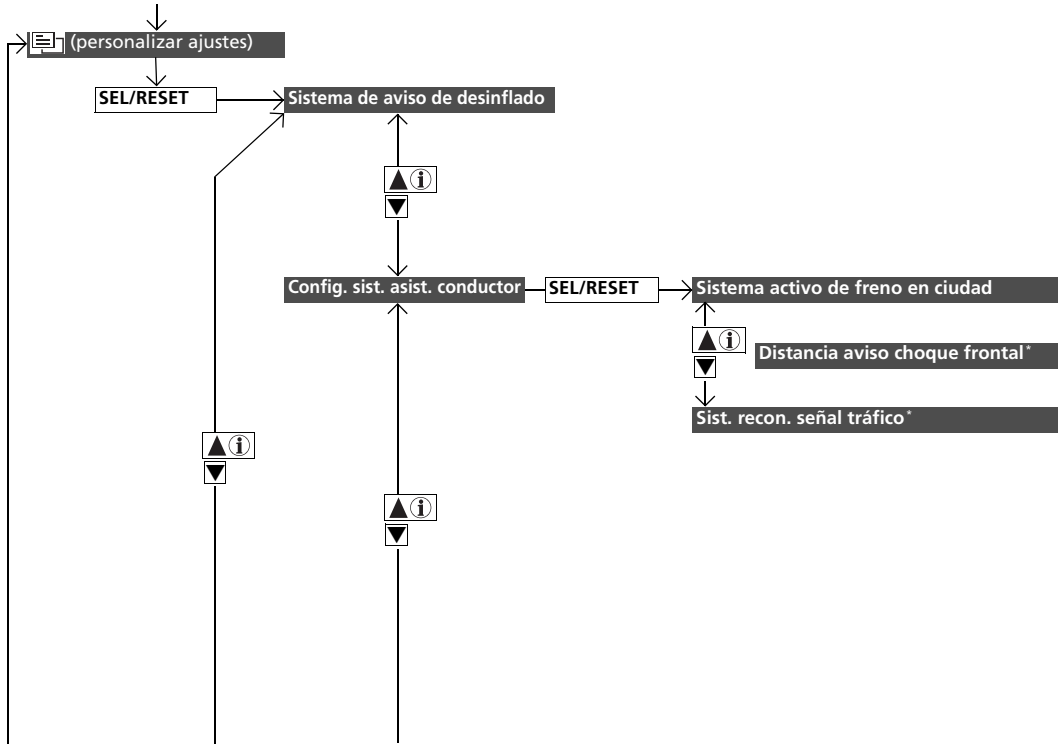 (personalizar ajustes)
SEL/RESET
Sistema de aviso de desinflado
Config. sist. asist. conductor
SEL/RESET
Sistema activo de freno en ciudad
Distancia aviso choque frontal*
Sist. recon. señal tráfico*